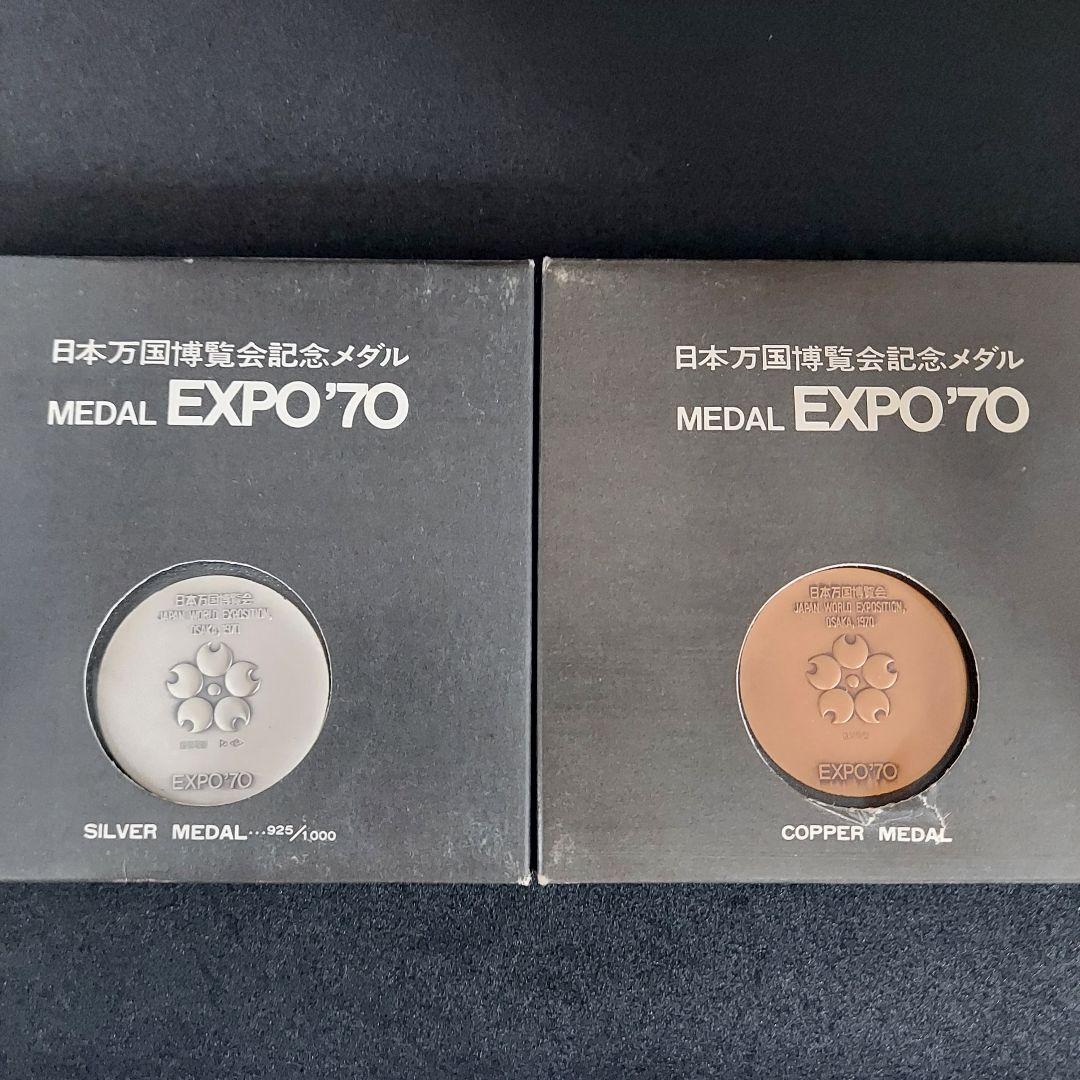 日本万国博覧会記念メダル
MEDAL EXPO'70
日本万国博覧会
JAPAN WORLD EXPOSITION,
OSAKA, 1970
EXPO'70
SILVER MEDAL...925/1,000
日本万国博覧会記念メダル
MEDAL EXPO'70
日本万国博覧会
JAPAN WORLD EXPOSITION,
OSAKA, 1970.
EXPO'70
COPPER MEDAL